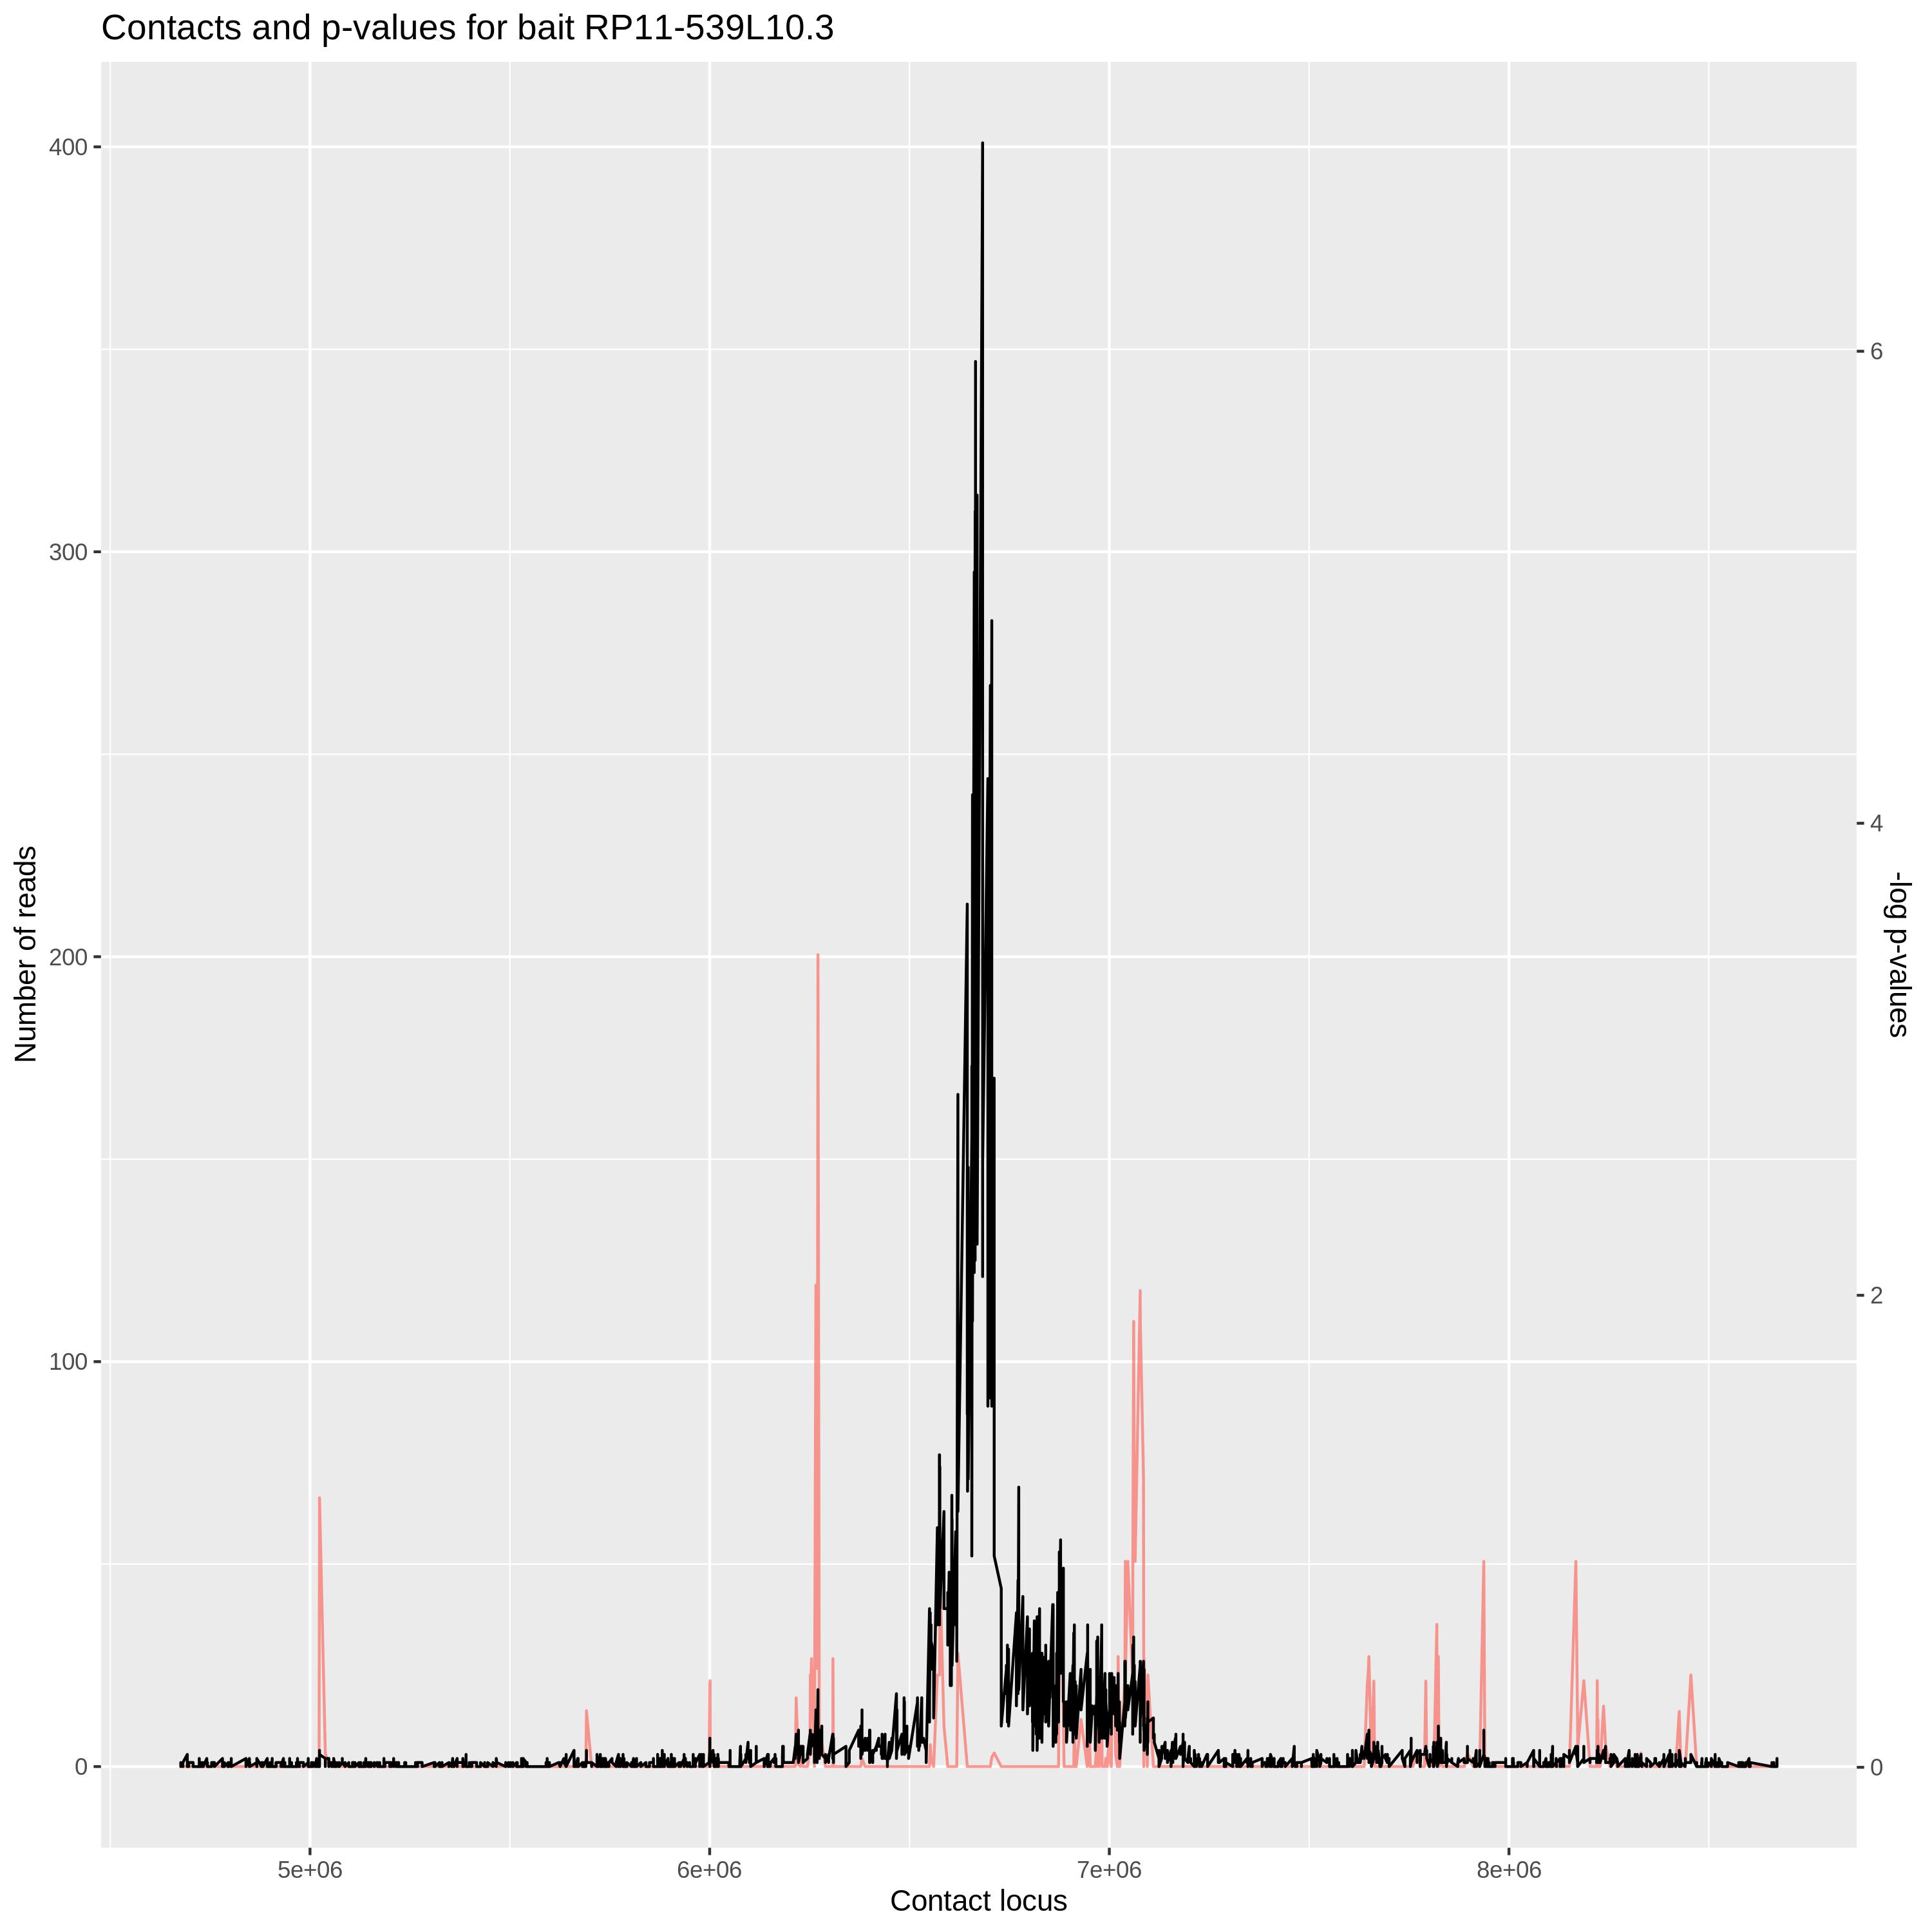 Contacts and p-values for bait RP11-539L10.3
400
300
200
100
0
Number of reads
6
4
2
0
-log p-values
5e+06
6e+06
7e+06
8e+06
Contact locus